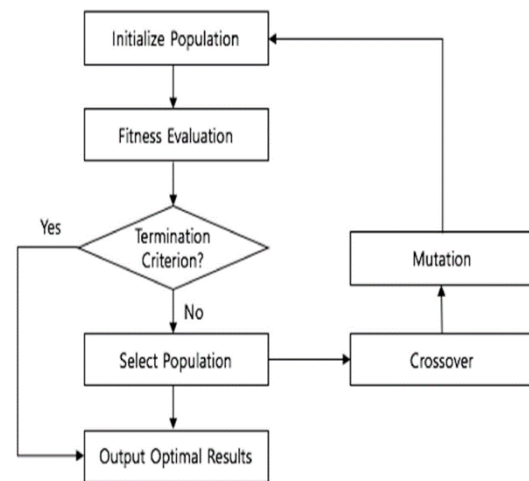 Initialize Population
Fitness Evaluation
Yes
Termination
Criterion?
Mutation
No
Select Population
Crossover
Output Optimal Results